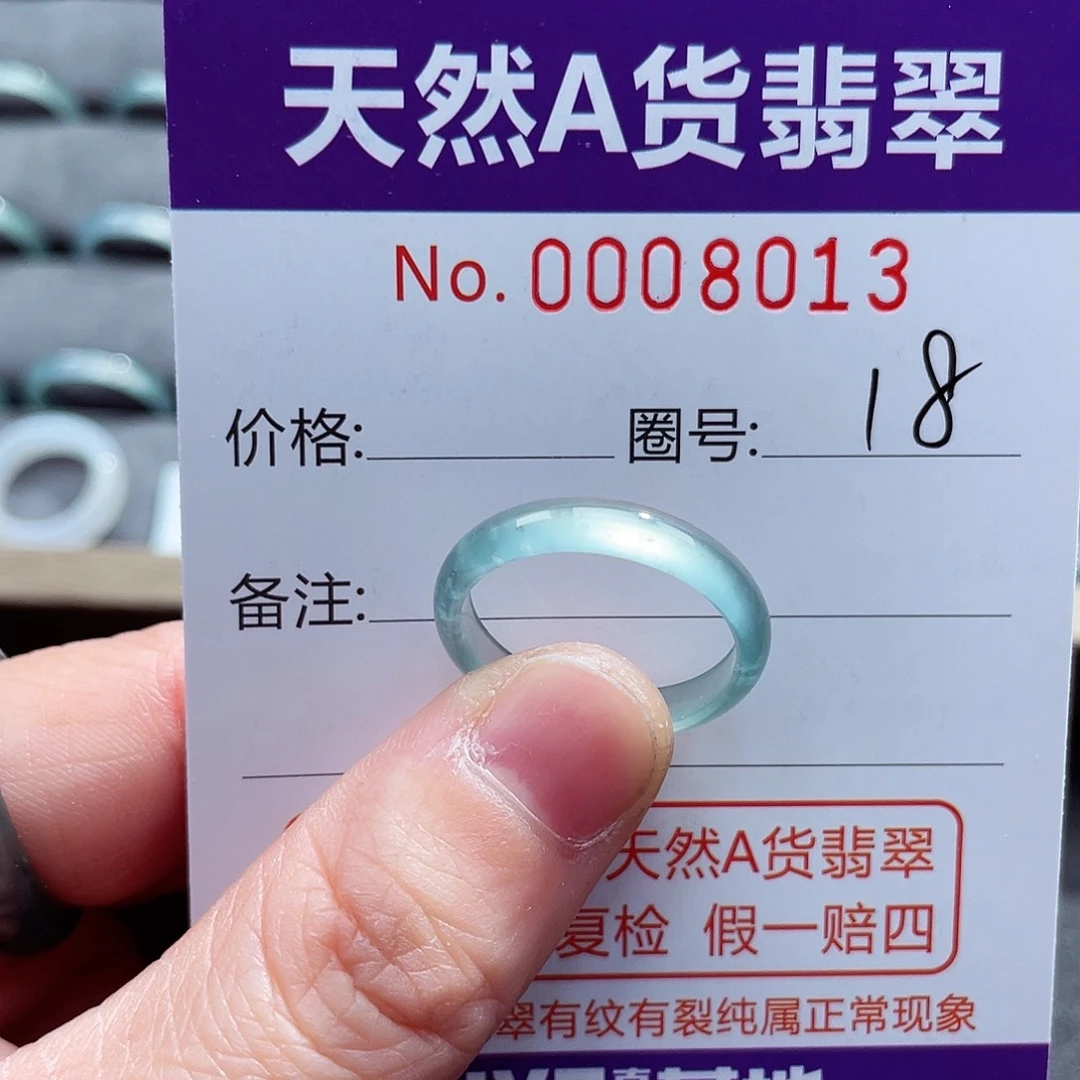 天然A货翡翠
No. 0008013
价格: 圈号: 18
备注:
天然A货翡翠
复检 假一赔四
翠有纹有裂纯属正常现象